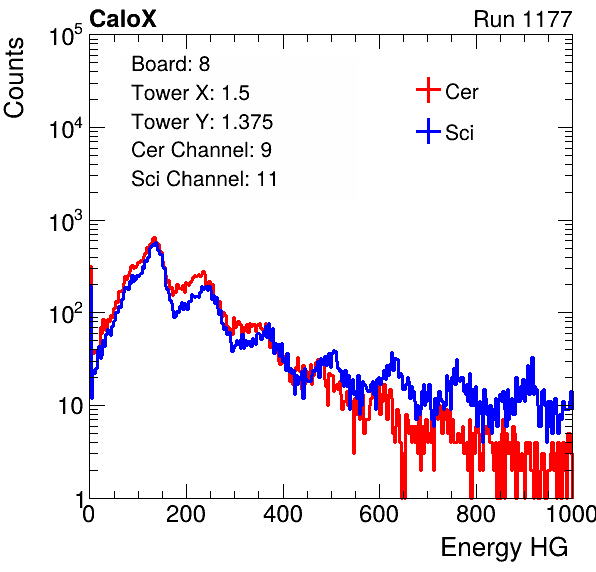 CaloX Run 1177
Counts
10^5
10^4
10^3
10^2
10
1
Board: 8
Tower X: 1.5
Tower Y: 1.375
Cer Channel: 9
Sci Channel: 11
Cer
Sci
0 200 400 600 800 1000
Energy HG